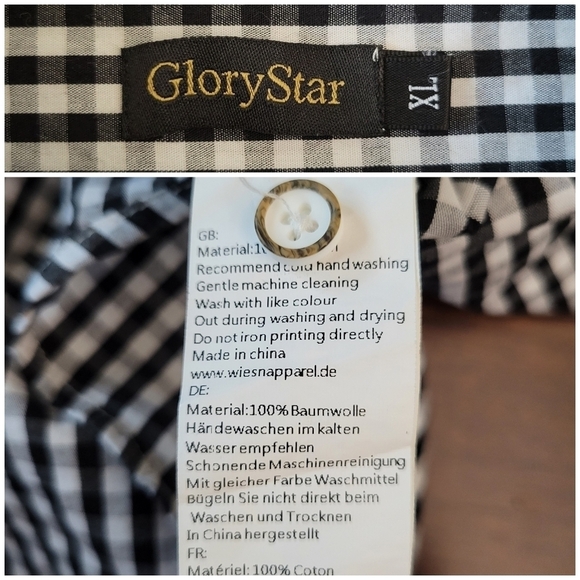 GloryStar
XL
GB:
Material:
Recommend cold hand washing
Gentle machine cleaning
Wash with like colour
Out during washing and drying
Do not iron printing directly
Made in china
www.wiesnapparel.de
DE:
Material:100% Baumwolle
Händewaschen im kalten
Wasser empfehlen
Schonende Maschinenreinigung
Mit gleicher Farbe Waschmittel
Bügeln Sie nicht direkt beim
Waschen und Trocknen
In China hergestellt
FR:
Matériel: 100% Coton